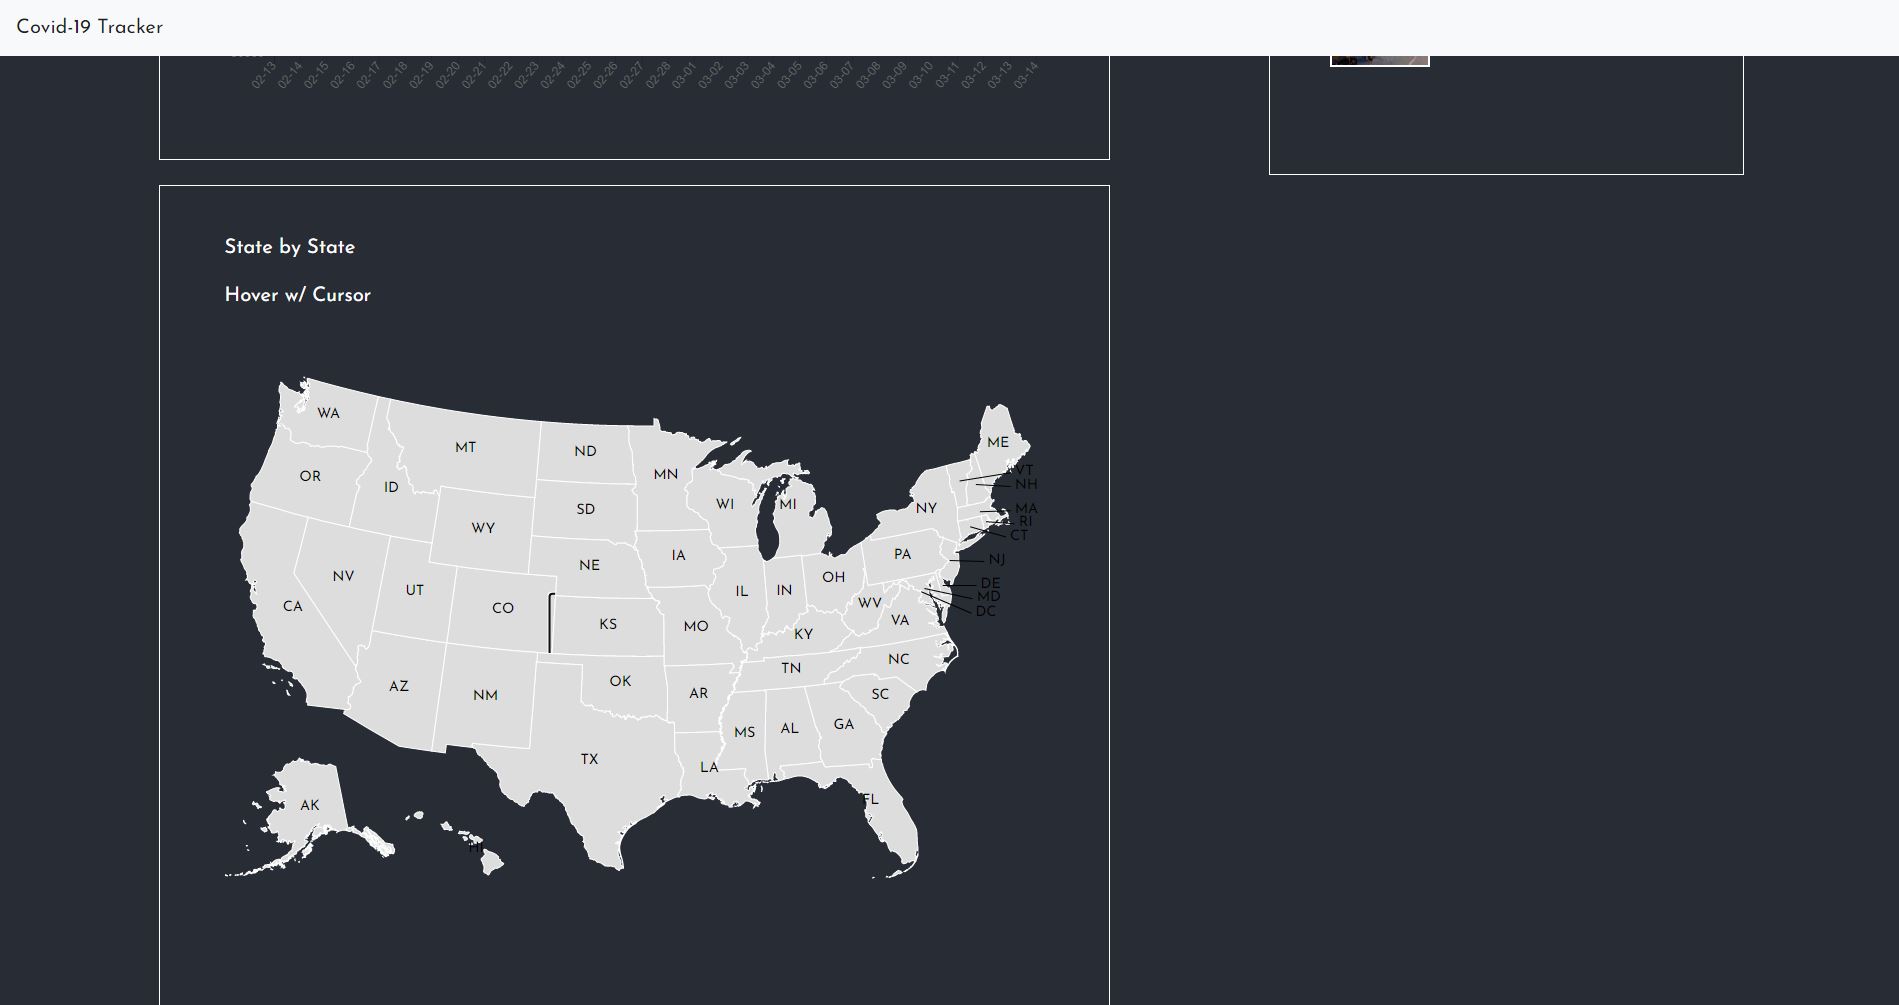 Covid-19 Tracker
02-13 02-14 02-15 02-16 02-17 02-18 02-19 02-20 02-21 02-22 02-23 02-24 02-25 02-26 02-27 02-28 03-01 03-02 03-03 03-04 03-05 03-06 03-07 03-08 03-09 03-10 03-11 03-12 03-13 03-14
State by State
Hover w/ Cursor
WA
ME
MT
ND
VT
MN
OR
NH
ID
WI
MI
NY
SD
MA
RI
WY
CT
PA
IA
NJ
NE
NV
OH
DE
UT
IL
IN
MD
WV
CA
CO
DC
VA
KS
MO
KY
NC
TN
OK
AZ
AR
NM
SC
GA
AL
MS
TX
LA
FL
AK
HI